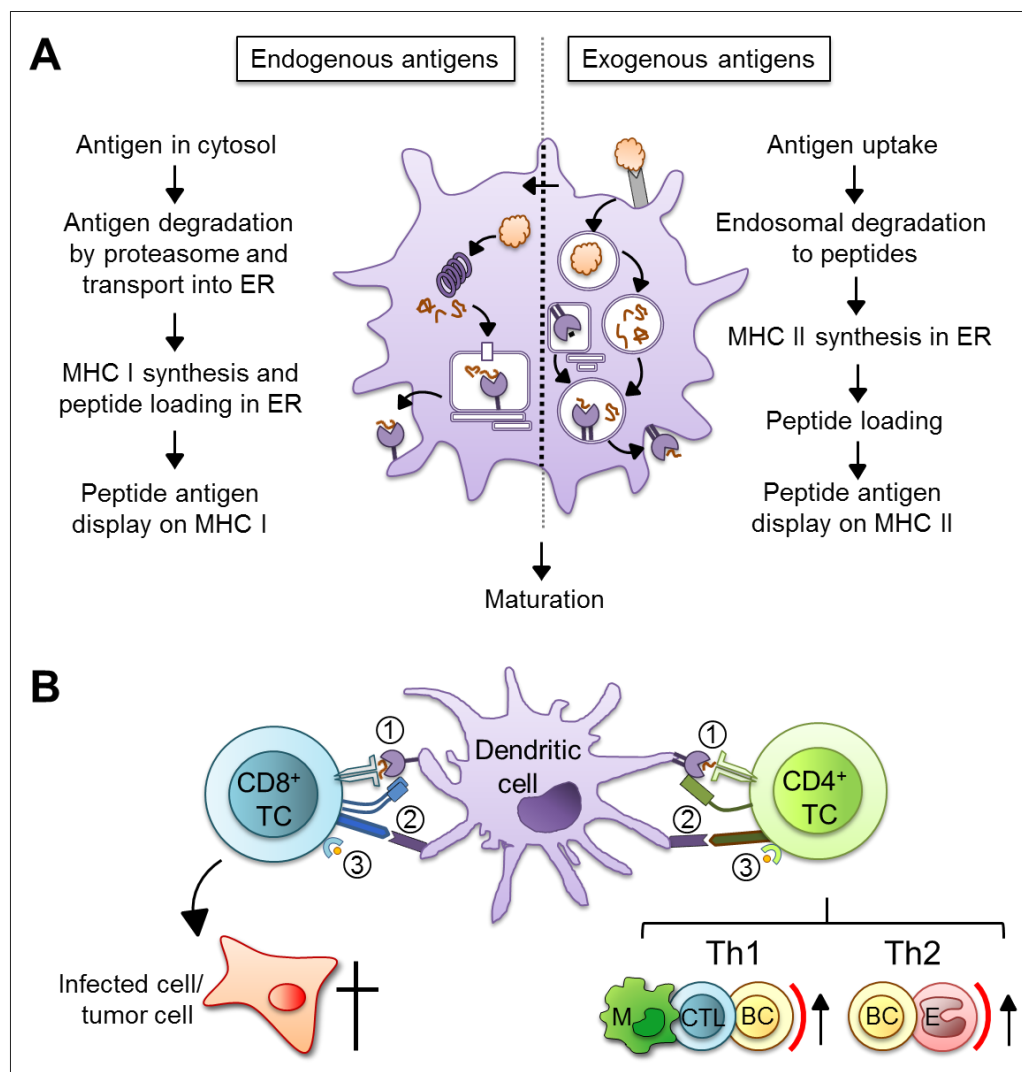 A
Endogenous antigens
Exogenous antigens
Antigen in cytosol
Antigen degradation
by proteasome and
transport into ER
MHC I synthesis and
peptide loading in ER
Peptide antigen
display on MHC I
Antigen uptake
Endosomal degradation
to peptides
MHC II synthesis in ER
Peptide loading
Peptide antigen
display on MHC II
Maturation
B
CD8⁺
TC
①
②
③
Dendritic
cell
①
②
③
CD4⁺
TC
Infected cell/
tumor cell
Th1
M
CTL
BC
Th2
BC
E